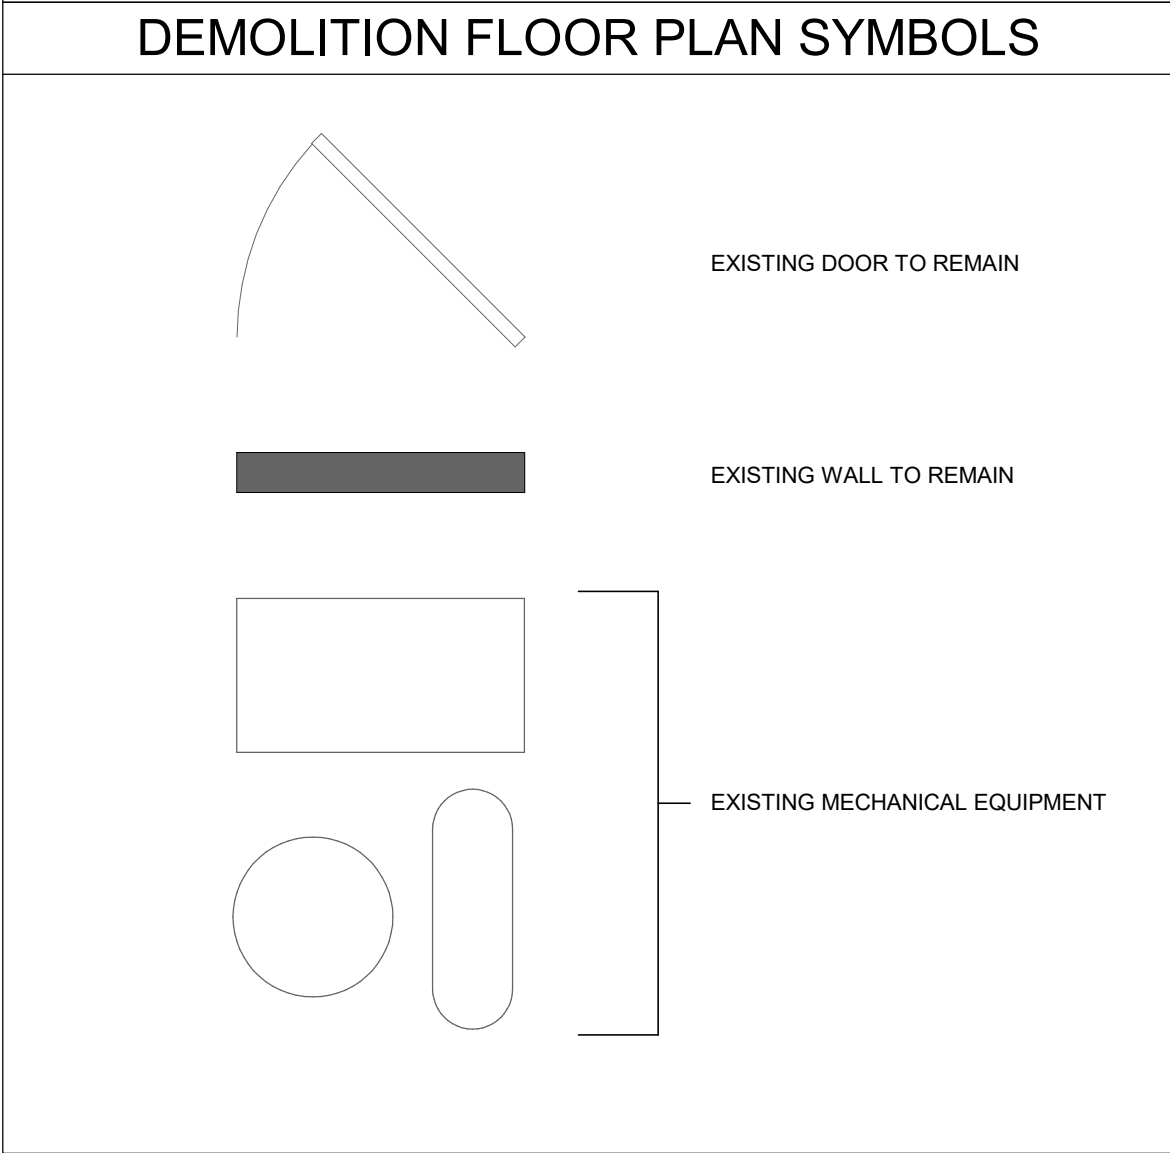 DEMOLITION FLOOR PLAN SYMBOLS
EXISTING DOOR TO REMAIN
EXISTING WALL TO REMAIN
EXISTING MECHANICAL EQUIPMENT